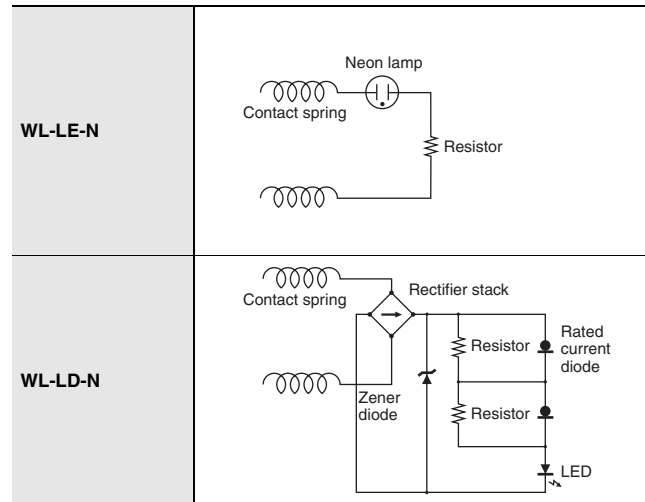 WL-LE-N
Neon lamp
Contact spring
Resistor
WL-LD-N
Contact spring
Rectifier stack
Zener
diode
Resistor
Rated
current
diode
Resistor
LED